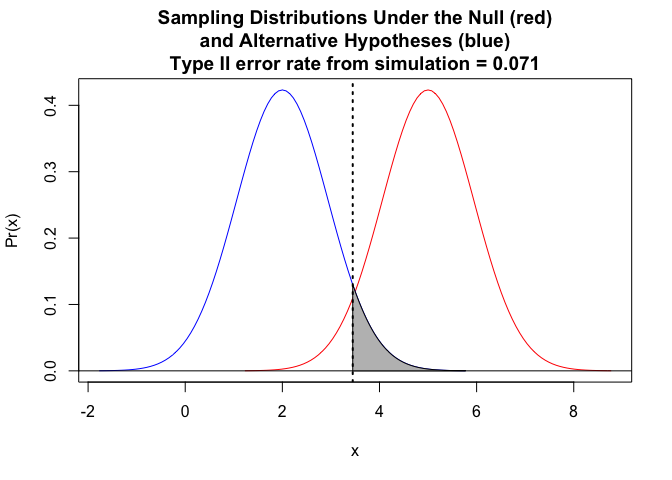 Sampling Distributions Under the Null (red)
and Alternative Hypotheses (blue)
Type II error rate from simulation = 0.071
0.4
0.3
0.2
0.1
0.0
Pr(x)
-2 0 2 4 6 8
x